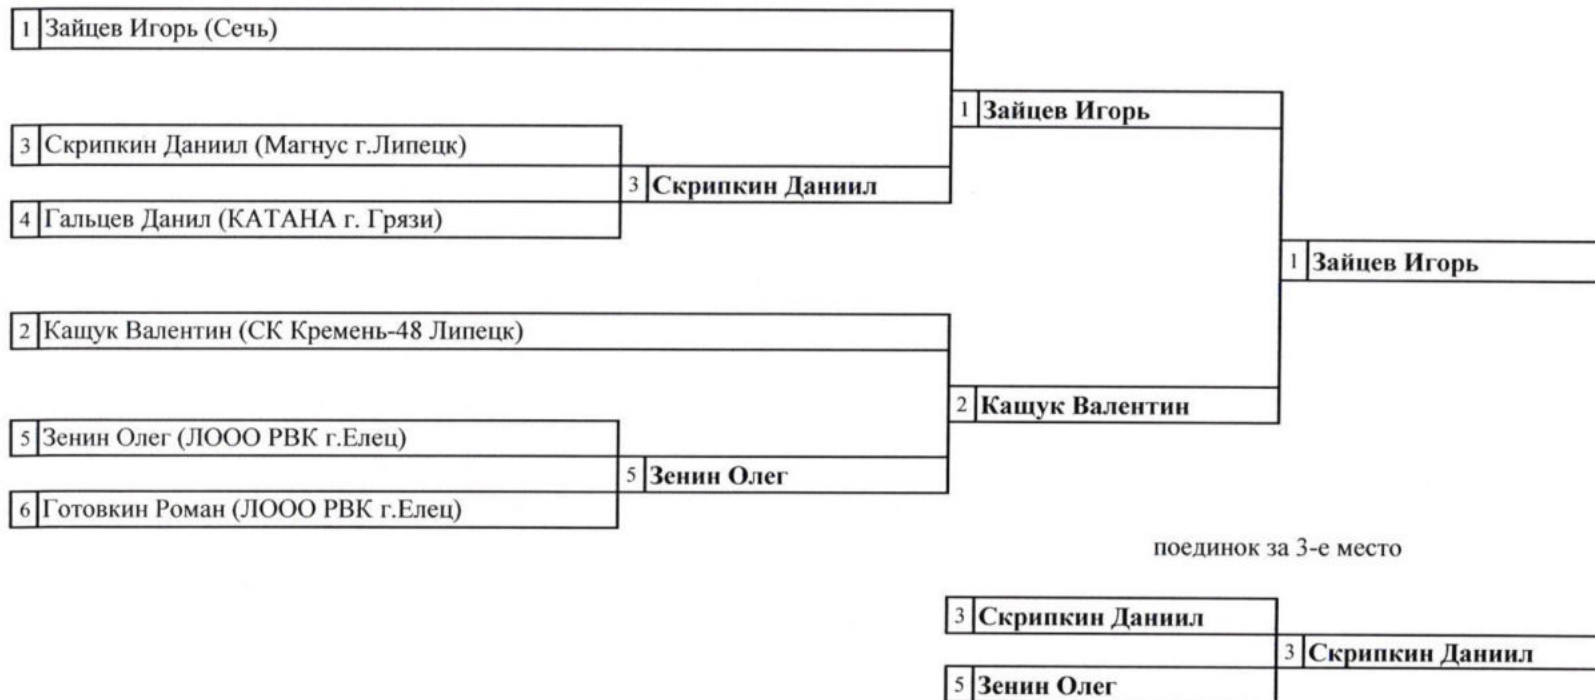 1 Зайцев Игорь (Сечь)
1 Зайцев Игорь
3 Скрипкин Даниил (Магнус г.Липецк)
3 Скрипкин Даниил
4 Гальцев Данил (КАТАНА г. Грязи)
1 Зайцев Игорь
2 Кащук Валентин (СК Кремень-48 Липецк)
2 Кащук Валентин
5 Зенин Олег (ЛООО РВК г.Елец)
5 Зенин Олег
6 Готовкин Роман (ЛООО РВК г.Елец)
поединок за 3-е место
3 Скрипкин Даниил
3 Скрипкин Даниил
5 Зенин Олег